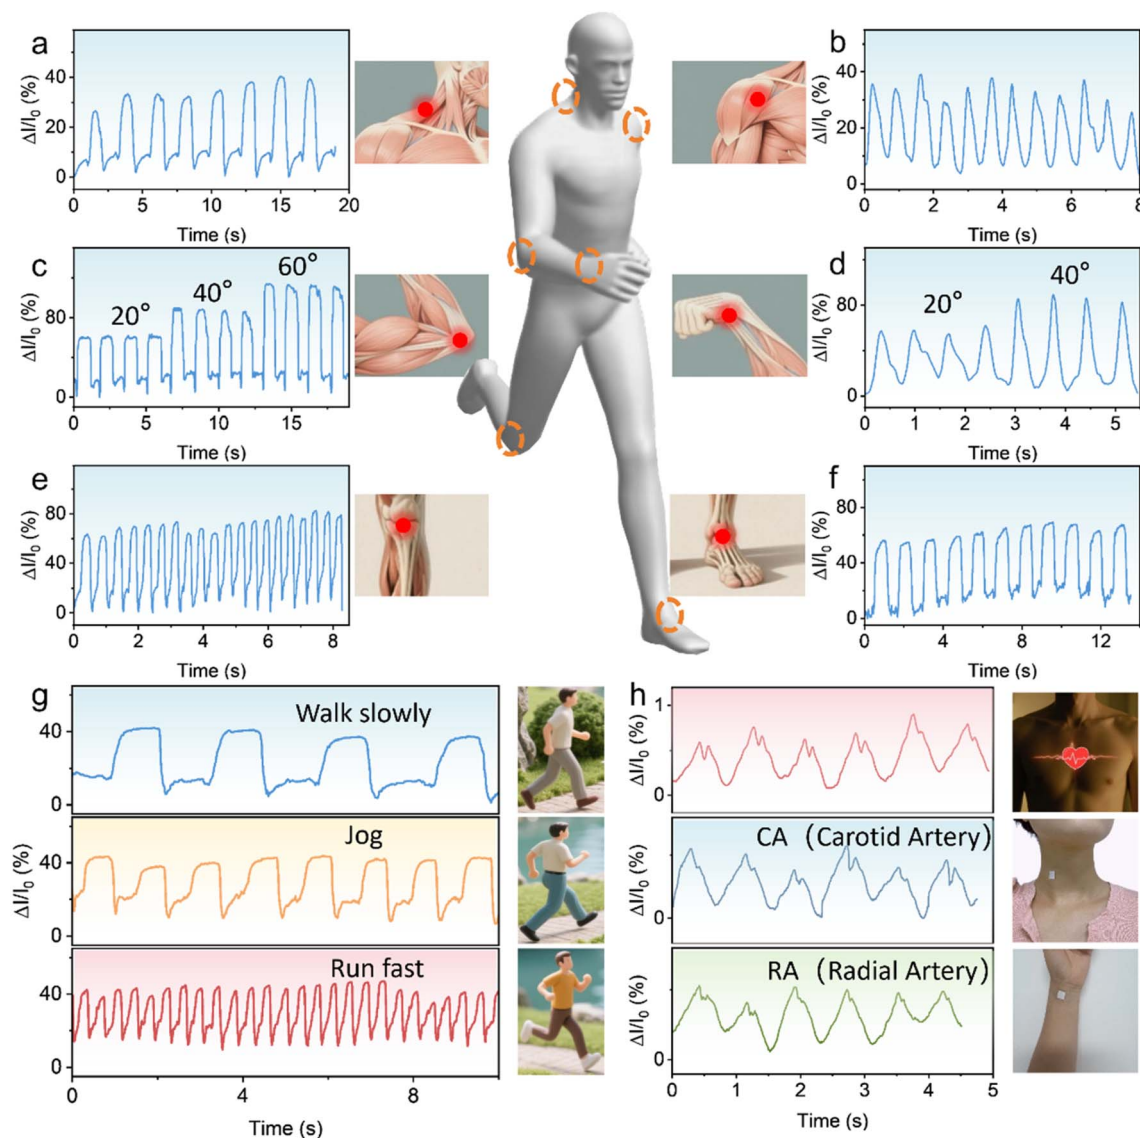 a
ΔI/I0 (%)
40
20
0
0 5 10 15 20
Time (s)
b
ΔI/I0 (%)
40
20
0
0 2 4 6 8
Time (s)
c
ΔI/I0 (%)
80
0
20°
40°
60°
0 5 10 15
Time (s)
d
ΔI/I0 (%)
80
40
0
20°
40°
0 1 2 3 4 5
Time (s)
e
ΔI/I0 (%)
80
40
0
0 2 4 6 8
Time (s)
f
ΔI/I0 (%)
80
40
0
0 4 8 12
Time (s)
g
40
0
Walk slowly
ΔI/I0 (%)
40
0
Jog
40
0
Run fast
0 4 8
Time (s)
h
ΔI/I0 (%)
1
0
ΔI/I0 (%)
0
CA（Carotid Artery）
ΔI/I0 (%)
0
RA（Radial Artery）
0 1 2 3 4 5
Time (s)